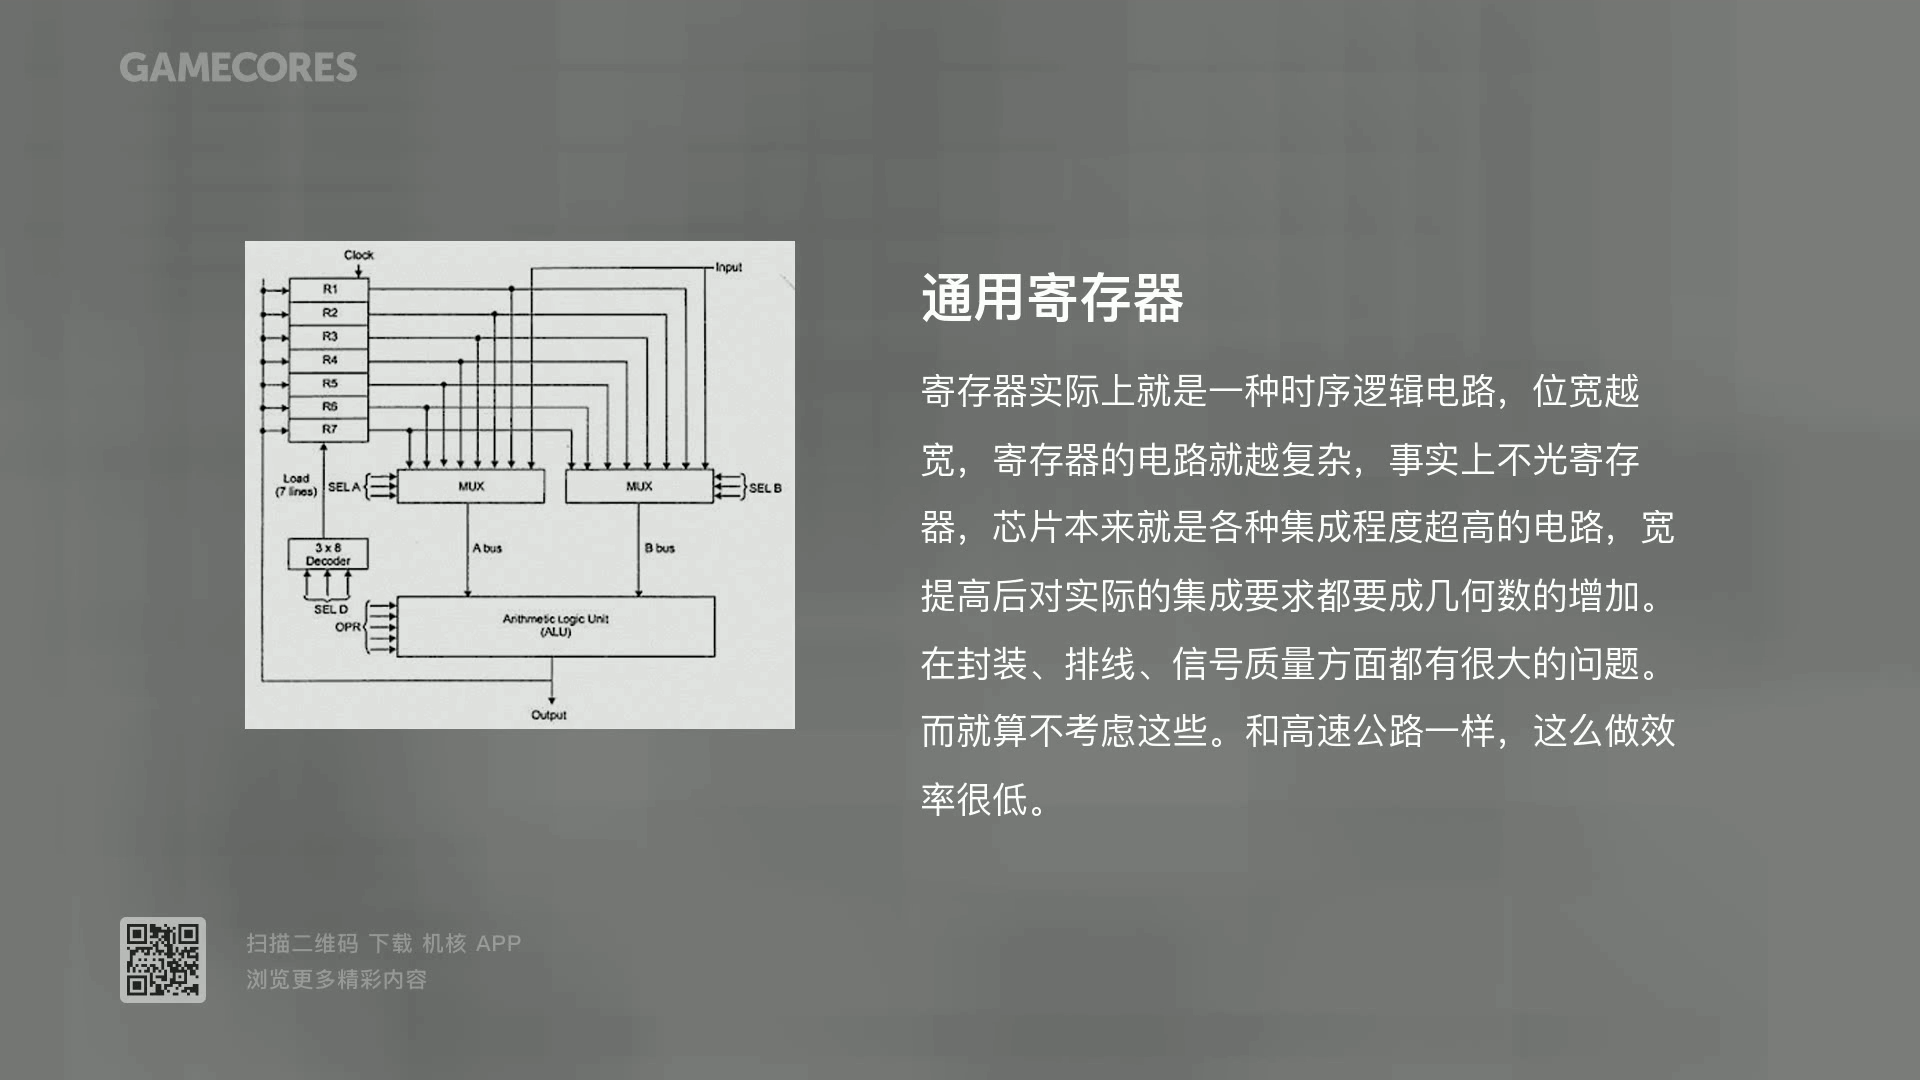 GAMECORES
Clock
Input
R1
R2
R3
R4
R5
R6
R7
Load
(7 lines)
SEL A
MUX
MUX
SEL B
3 x 8
Decoder
A bus
B bus
SEL D
OPR
Arithmetic Logic Unit
(ALU)
Output
通用寄存器
寄存器实际上就是一种时序逻辑电路，位宽越
宽，寄存器的电路就越复杂，事实上不光寄存
器，芯片本来就是各种集成程度超高的电路，宽
提高后对实际的集成要求都要成几何数的增加。
在封装、排线、信号质量方面都有很大的问题。
而就算不考虑这些。和高速公路一样，这么做效
率很低。
扫描二维码 下载 机核 APP
浏览更多精彩内容